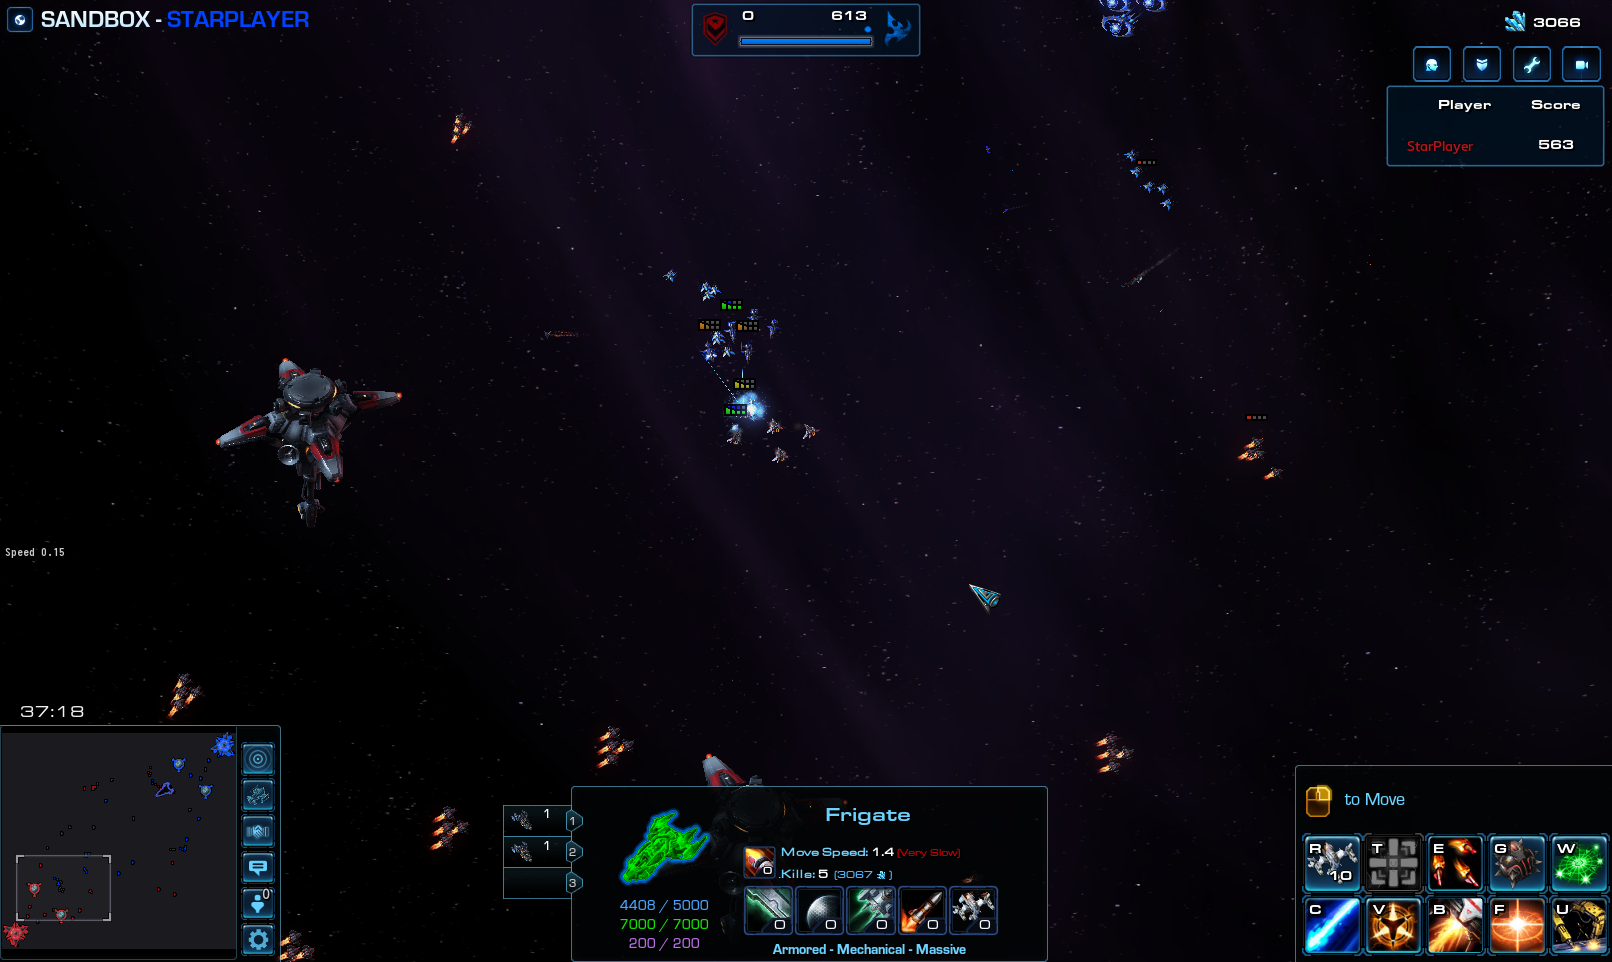 SANDBOX - STARPLAYER
0 613
3066
Player Score
StarPlayer 563
Speed 0.15
37:18
0
1 1
1 2
3
Frigate
Move Speed: 1.4 (Very Slow)
Kills: 5 (3067 )
0
4408 / 5000
7000 / 7000
200 / 200
0 0 0 0 0
Armored - Mechanical - Massive
to Move
R T E G W
10
C V B F U